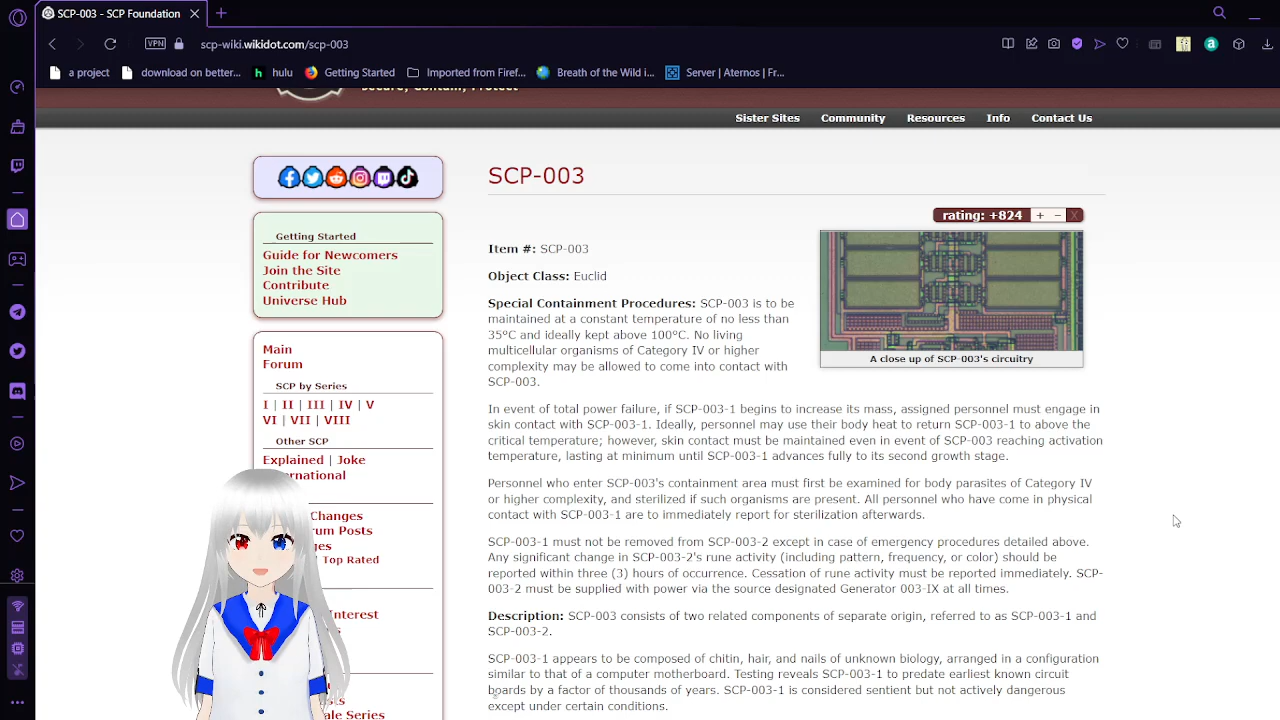 SCP-003 - SCP Foundation
VPN
scp-wiki.wikidot.com/scp-003
a project
download on better...
hulu
Getting Started
Imported from Firef...
Breath of the Wild i...
Server | Aternos | Fr...
Secure, Contain, Protect
Sister Sites
Community
Resources
Info
Contact Us
Getting Started
Guide for Newcomers
Join the Site
Contribute
Universe Hub
Main
Forum
SCP by Series
I | II | III | IV | V
VI | VII | VIII
Other SCP
Explained | Joke
ernational
Changes
rum Posts
ges
Top Rated
Interest
ale Series
SCP-003
rating: +824 + – X
Item #: SCP-003
Object Class: Euclid
Special Containment Procedures: SCP-003 is to be
maintained at a constant temperature of no less than
35°C and ideally kept above 100°C. No living
multicellular organisms of Category IV or higher
complexity may be allowed to come into contact with
SCP-003.
A close up of SCP-003's circuitry
In event of total power failure, if SCP-003-1 begins to increase its mass, assigned personnel must engage in
skin contact with SCP-003-1. Ideally, personnel may use their body heat to return SCP-003-1 to above the
critical temperature; however, skin contact must be maintained even in event of SCP-003 reaching activation
temperature, lasting at minimum until SCP-003-1 advances fully to its second growth stage.
Personnel who enter SCP-003's containment area must first be examined for body parasites of Category IV
or higher complexity, and sterilized if such organisms are present. All personnel who have come in physical
contact with SCP-003-1 are to immediately report for sterilization afterwards.
SCP-003-1 must not be removed from SCP-003-2 except in case of emergency procedures detailed above.
Any significant change in SCP-003-2's rune activity (including pattern, frequency, or color) should be
reported within three (3) hours of occurrence. Cessation of rune activity must be reported immediately. SCP-
003-2 must be supplied with power via the source designated Generator 003-IX at all times.
Description: SCP-003 consists of two related components of separate origin, referred to as SCP-003-1 and
SCP-003-2.
SCP-003-1 appears to be composed of chitin, hair, and nails of unknown biology, arranged in a configuration
similar to that of a computer motherboard. Testing reveals SCP-003-1 to predate earliest known circuit
boards by a factor of thousands of years. SCP-003-1 is considered sentient but not actively dangerous
except under certain conditions.